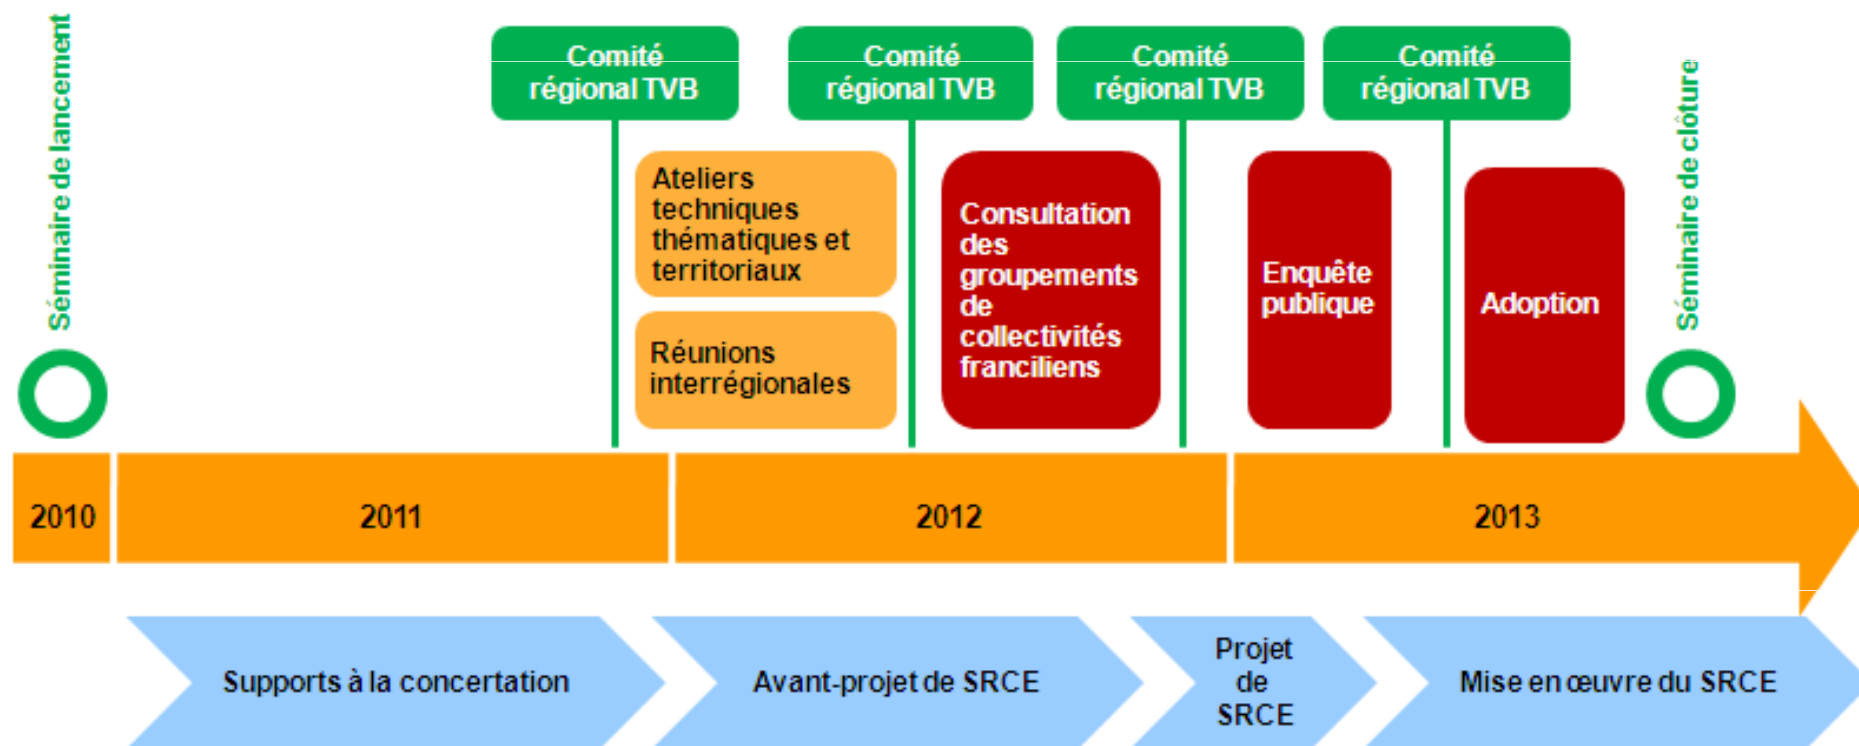 Séminaire de lancement
Comité
régional TVB
Comité
régional TVB
Comité
régional TVB
Comité
régional TVB
Séminaire de clôture
Ateliers
techniques
thématiques et
territoriaux
Réunions
interrégionales
Consultation
des
groupements
de
collectivités
franciliens
Enquête
publique
Adoption
2010
2011
2012
2013
Supports à la concertation
Avant-projet de SRCE
Projet
de
SRCE
Mise en œuvre du SRCE